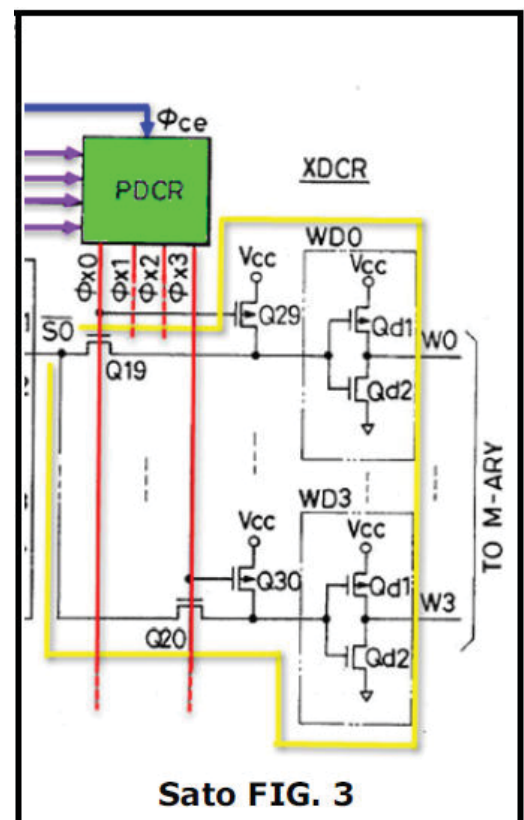 Φce
PDCR
XDCR
Φx0
Φx1
Φx2
Φx3
WD0
Vcc
Vcc
S0
Q29
Qd1
W0
Q19
Qd2
WD3
Vcc
Vcc
Q30
Qd1
W3
Q20
Qd2
TO M-ARY
Sato FIG. 3